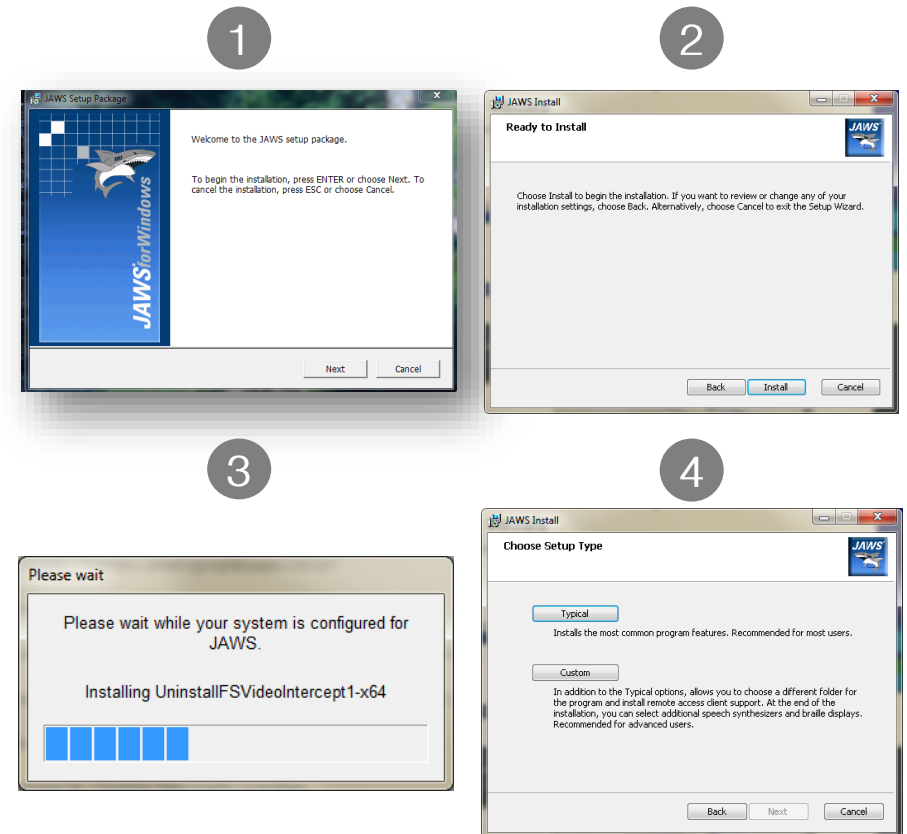 1
JAWS Setup Package
JAWSforWindows
Welcome to the JAWS setup package.
To begin the installation, press ENTER or choose Next. To
cancel the installation, press ESC or choose Cancel.
Next
Cancel
2
JAWS Install
Ready to Install
JAWS
Choose Install to begin the installation. If you want to review or change any of your
installation settings, choose Back. Alternatively, choose Cancel to exit the Setup Wizard.
Back
Install
Cancel
3
Please wait
Please wait while your system is configured for
JAWS.
Installing UninstallFSVideoIntercept1-x64
4
JAWS Install
Choose Setup Type
JAWS
Typical
Installs the most common program features. Recommended for most users.
Custom
In addition to the Typical options, allows you to choose a different folder for
the program and install remote access client support. At the end of the
installation, you can select additional speech synthesizers and braille displays.
Recommended for advanced users.
Back
Next
Cancel